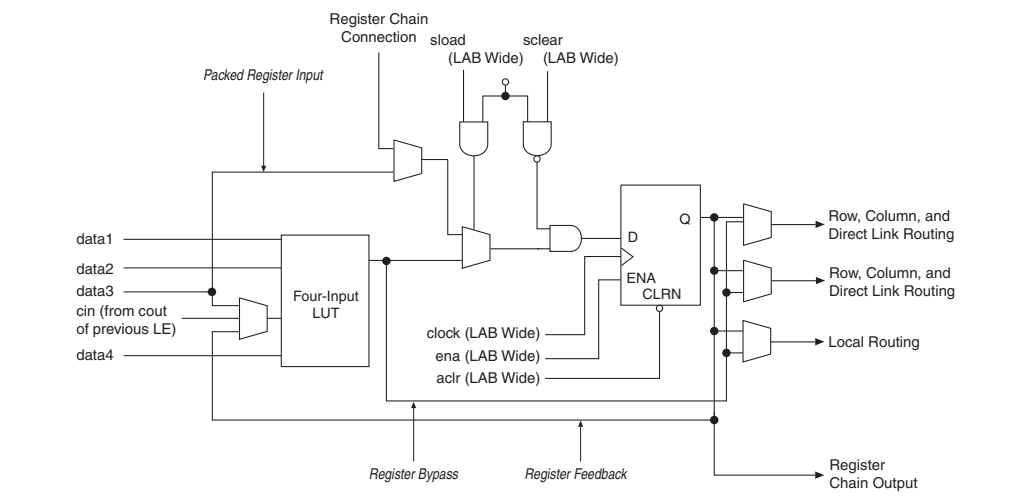 Register Chain
Connection
sload
(LAB Wide)
sclear
(LAB Wide)
Packed Register Input
data1
data2
data3
cin (from cout
of previous LE)
data4
Four-Input
LUT
D
Q
ENA
CLRN
clock (LAB Wide)
ena (LAB Wide)
aclr (LAB Wide)
Row, Column, and
Direct Link Routing
Row, Column, and
Direct Link Routing
Local Routing
Register Bypass
Register Feedback
Register
Chain Output